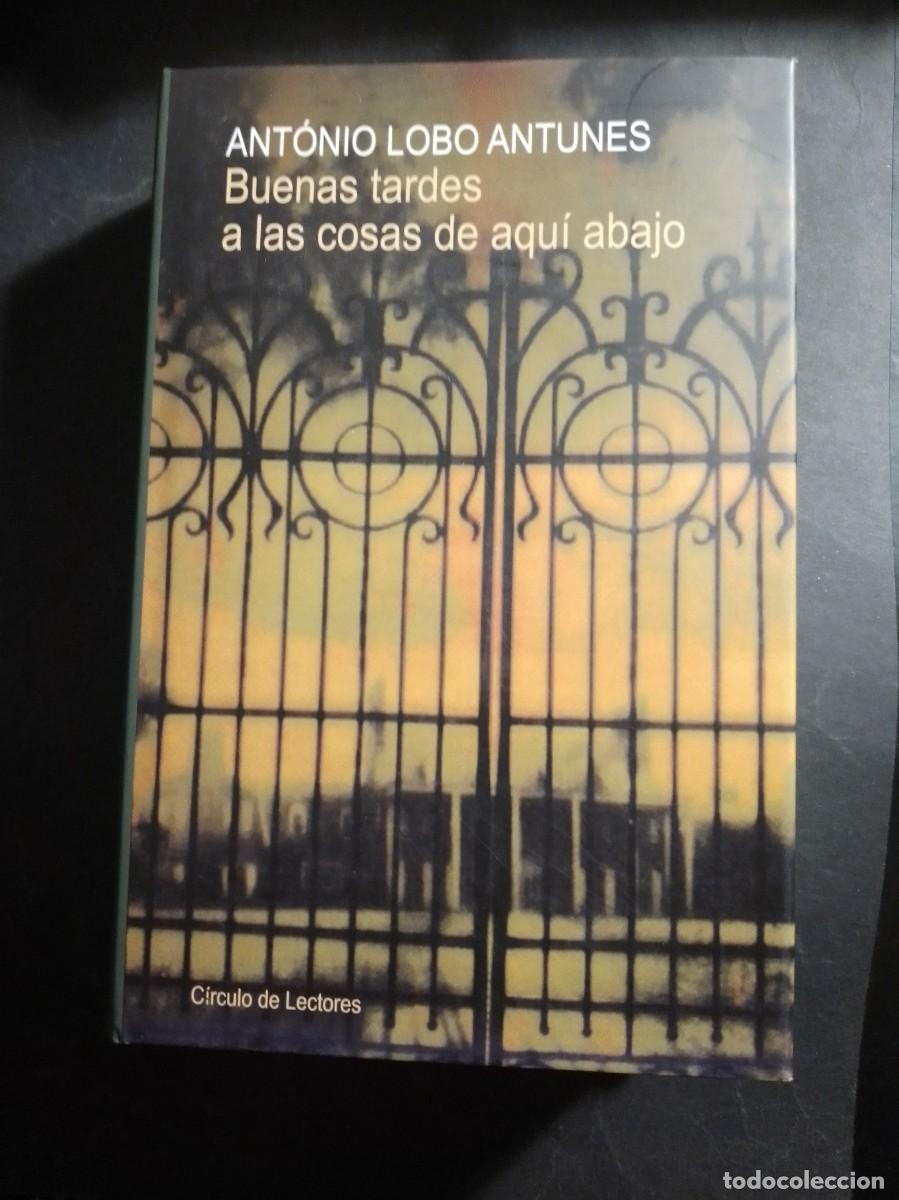 ANTÓNIO LOBO ANTUNES
Buenas tardes
a las cosas de aquí abajo
Círculo de Lectores
todocoleccion